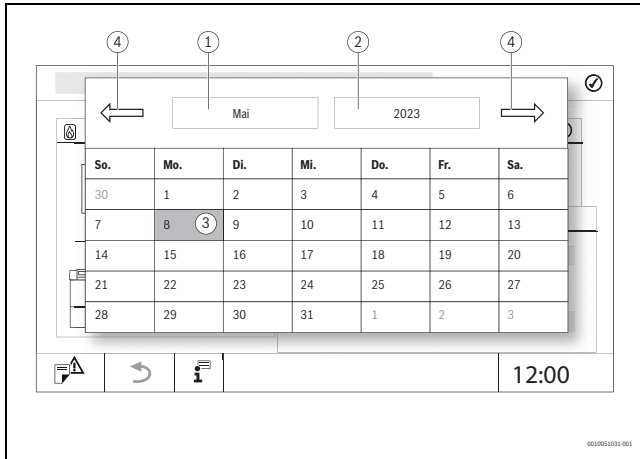 4 1 2 4
Mai 2023
So. Mo. Di. Mi. Do. Fr. Sa.
30 1 2 3 4 5 6
7 8 3 9 10 11 12 13
14 15 16 17 18 19 20
21 22 23 24 25 26 27
28 29 30 31 1 2 3
i 12:00
0010051031-001